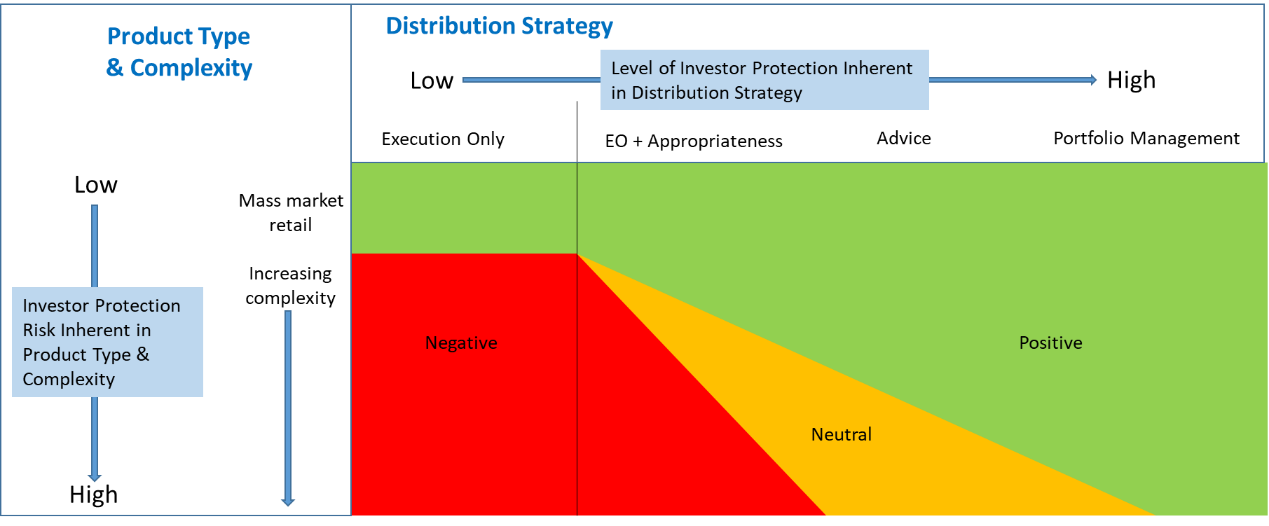 Product Type
& Complexity
Distribution Strategy
Low
Level of Investor Protection Inherent
in Distribution Strategy
High
Execution Only
EO + Appropriateness
Advice
Portfolio Management
Low
Mass market
retail
Increasing
complexity
Investor Protection
Risk Inherent in
Product Type &
Complexity
High
Negative
Neutral
Positive